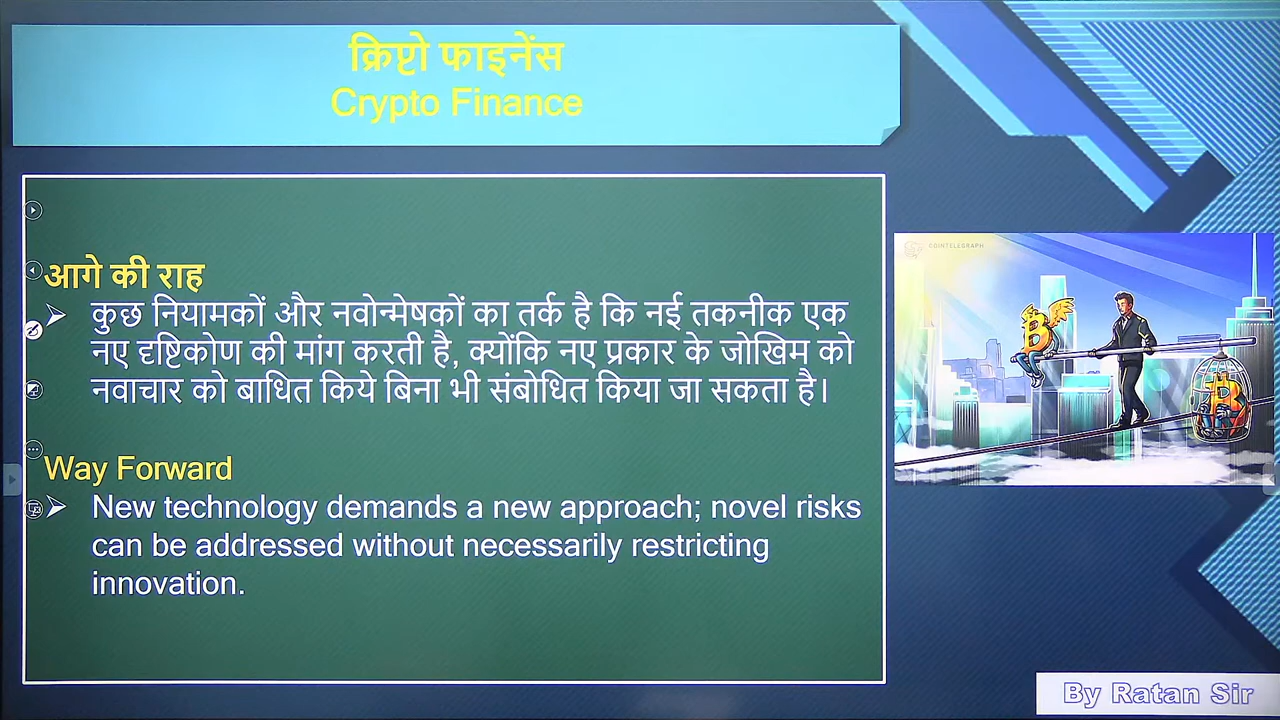 क्रिप्टो फाइनेंस
Crypto Finance
आगे की राह
➢ कुछ नियामकों और नवोन्मेषकों का तर्क है कि नई तकनीक एक
नए दृष्टिकोण की मांग करती है, क्योंकि नए प्रकार के जोखिम को
नवाचार को बाधित किये बिना भी संबोधित किया जा सकता है।
Way Forward
➢ New technology demands a new approach; novel risks
can be addressed without necessarily restricting
innovation.
COINTELEGRAPH
By Ratan Sir